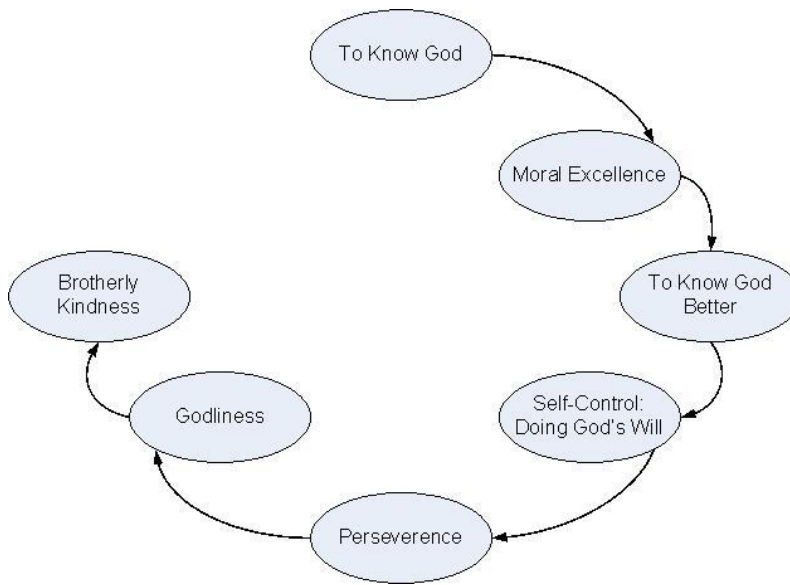 To Know God
Moral Excellence
To Know God
Better
Self-Control:
Doing God's Will
Perseverence
Godliness
Brotherly
Kindness